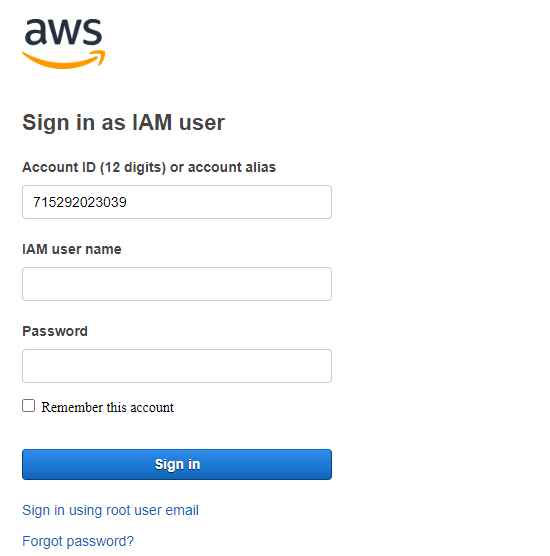 aws
Sign in as IAM user
Account ID (12 digits) or account alias
715292023039
IAM user name
Password
Remember this account
Sign in
Sign in using root user email
Forgot password?